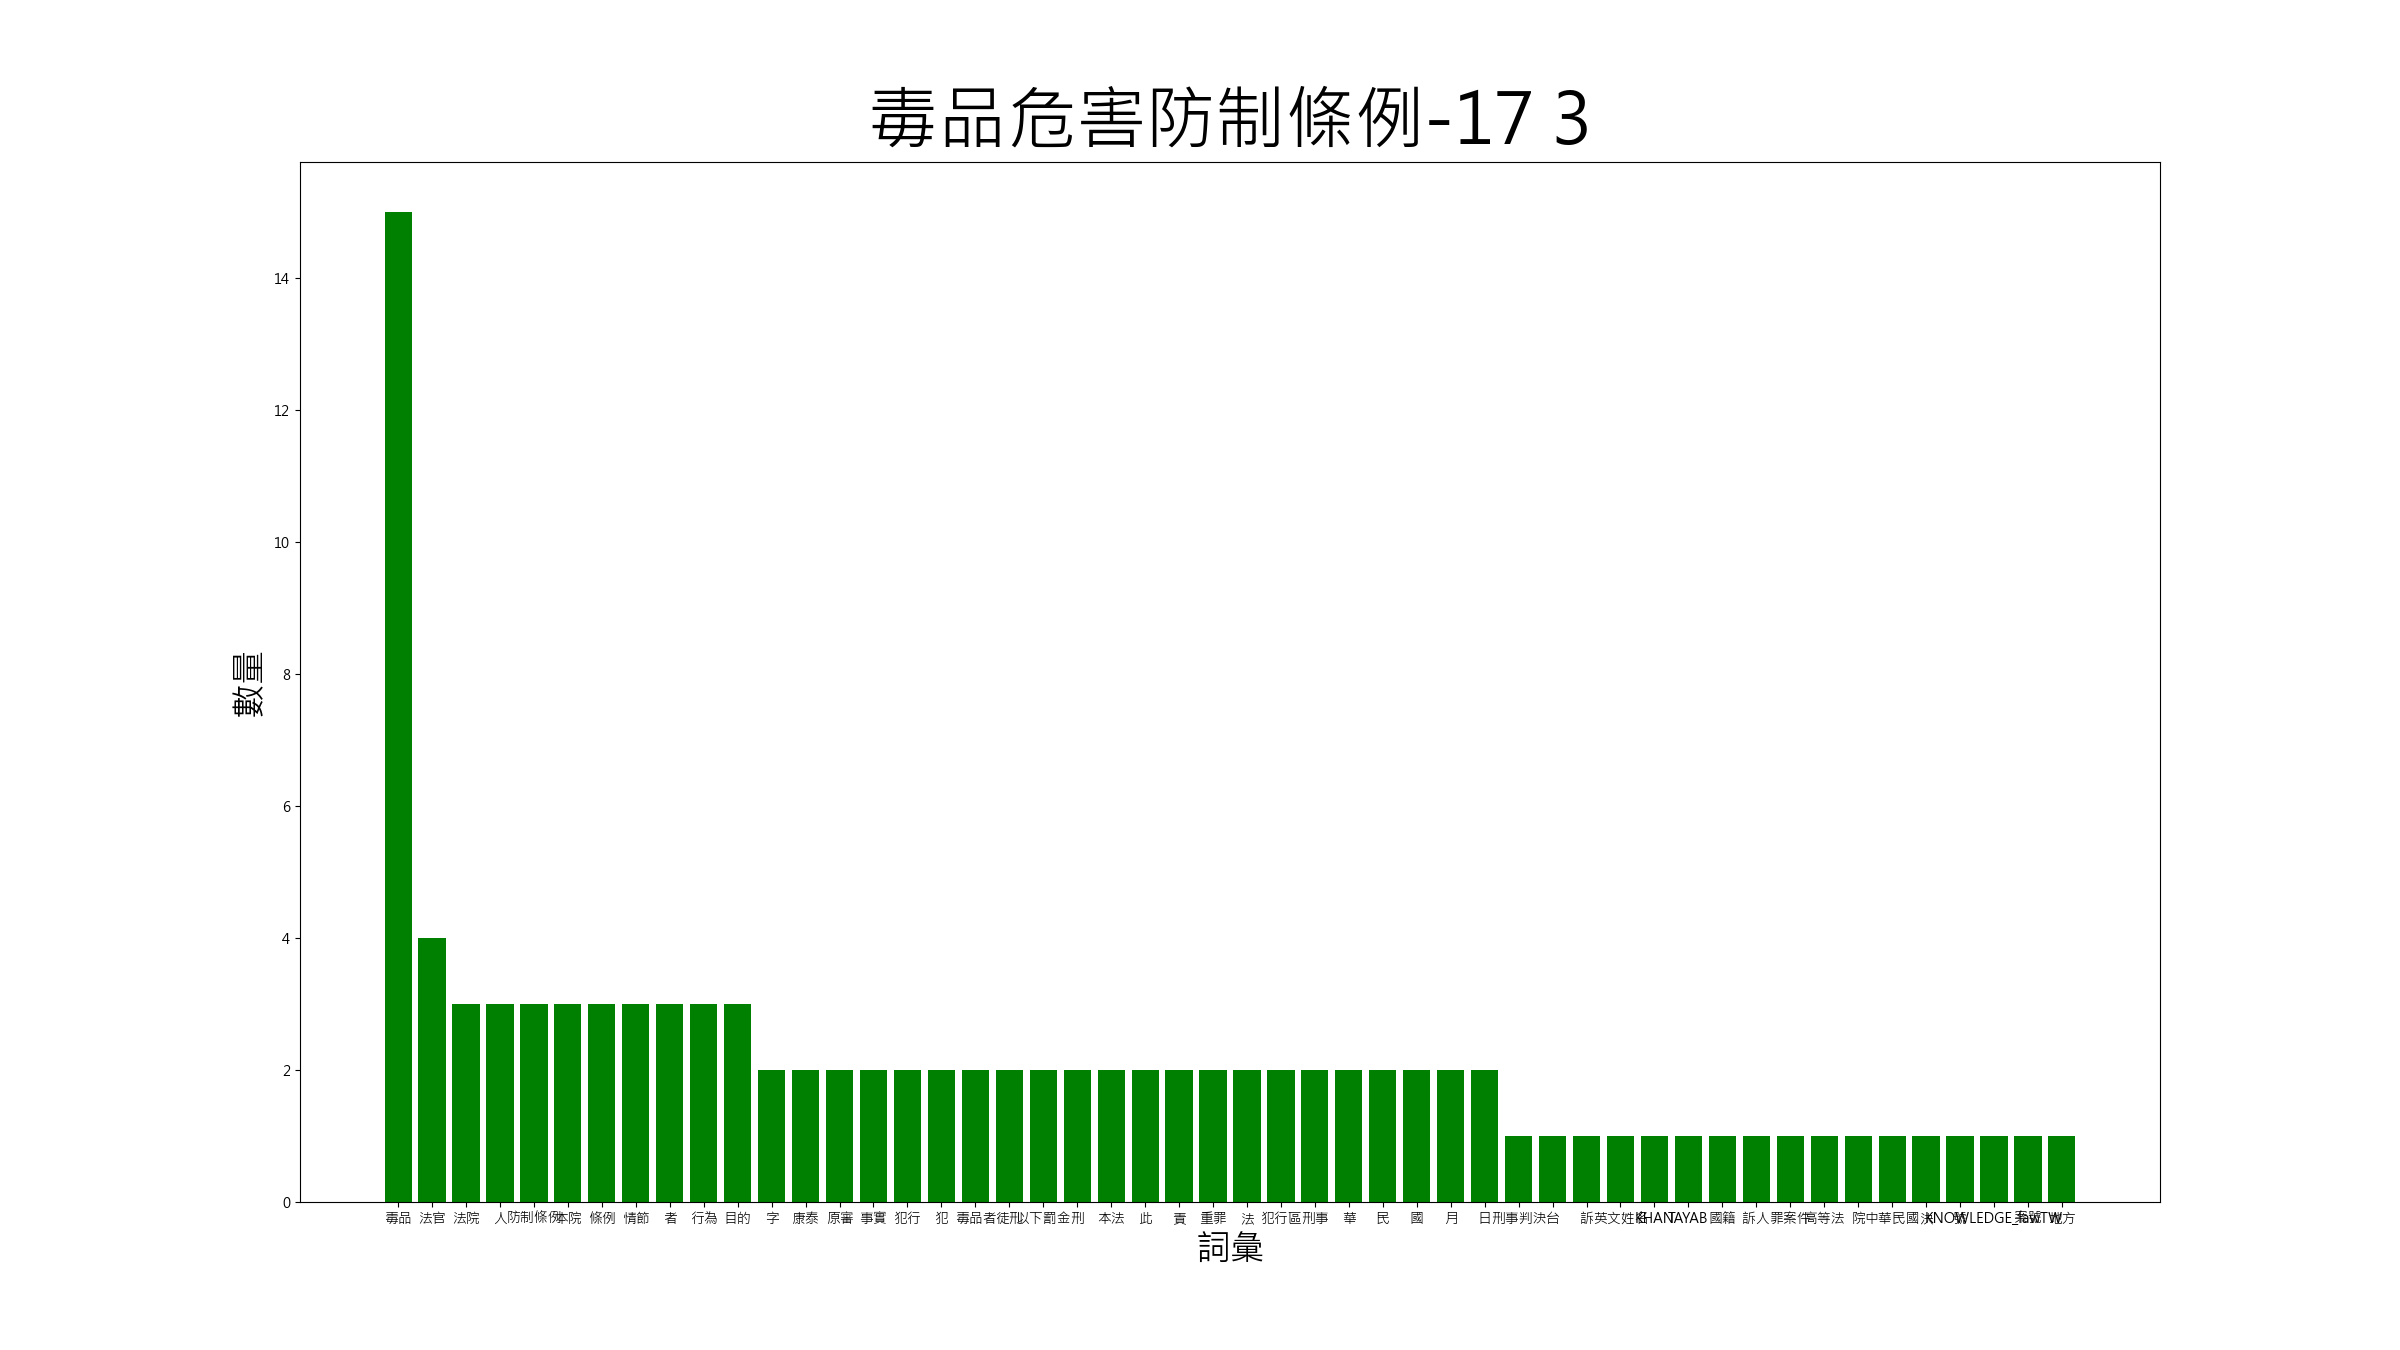 毒品危害防制條例-17 3
數量
14
12
10
8
6
4
2
0
毒品 法官 法院 人 防制條例 本院 條例 情節 者 行為 目的 字 康泰 原審 事實 犯行 犯 毒品 者 徒刑 以下 罰金 刑 本法 此 責 重罪 法 犯行 區 刑事 華 民 國 月 日 刑事 判決 台 訴 英文 姓名 KHAN TAYAB 國籍 訴 人 罪 案件 高等 法院 中華民國 KNOWLEDGE_lawTW
詞彙